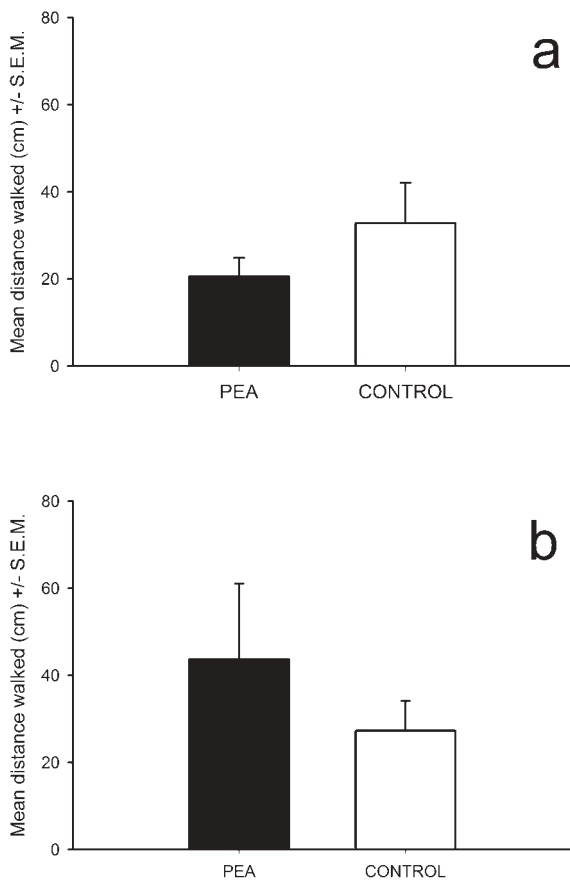 a
Mean distance walked (cm) +/- S.E.M.
80
60
40
20
0
PEA CONTROL
b
Mean distance walked (cm) +/- S.E.M.
80
60
40
20
0
PEA CONTROL